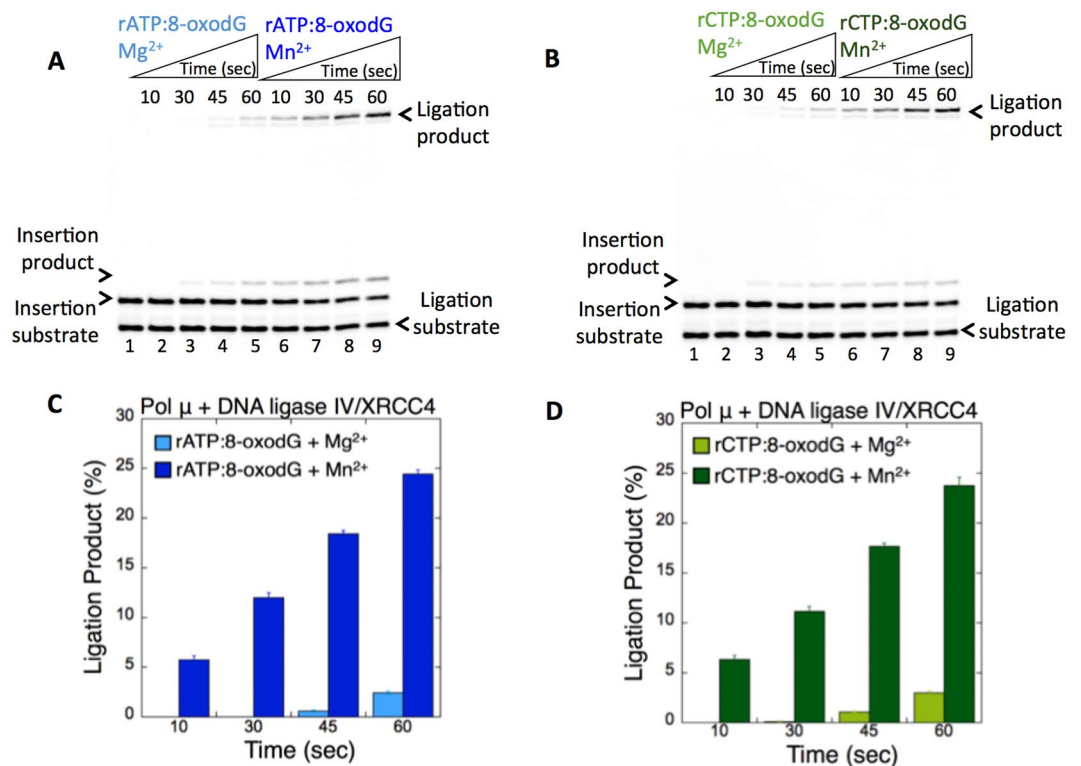 A
rATP:8-oxodG rATP:8-oxodG
Mg²⁺ Mn²⁺
Time (sec) Time (sec)
10 30 45 60 10 30 45 60
Ligation
product
Insertion
product
Insertion
substrate
Ligation
substrate
1 2 3 4 5 6 7 8 9
B
rCTP:8-oxodG rCTP:8-oxodG
Mg²⁺ Mn²⁺
Time (sec) Time (sec)
10 30 45 60 10 30 45 60
Ligation
product
Insertion
product
Insertion
substrate
Ligation
substrate
1 2 3 4 5 6 7 8 9
C
Pol μ + DNA ligase IV/XRCC4
rATP:8-oxodG + Mg²⁺
rATP:8-oxodG + Mn²⁺
Ligation Product (%)
30
25
20
15
10
5
0
10 30 45 60
Time (sec)
D
Pol μ + DNA ligase IV/XRCC4
rCTP:8-oxodG + Mg²⁺
rCTP:8-oxodG + Mn²⁺
Ligation Product (%)
30
25
20
15
10
5
0
10 30 45 60
Time (sec)